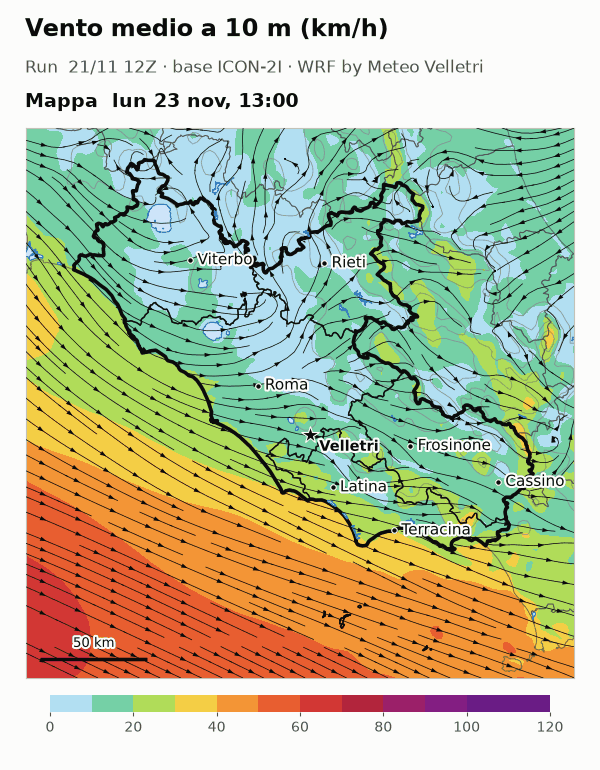 Vento medio a 10 m (km/h)
Run  21/11 12Z · base ICON-2I · WRF by Meteo Velletri
Mappa  lun 23 nov, 13:00
Viterbo
Rieti
Roma
Velletri
Frosinone
Cassino
Latina
Terracina
50 km
0 20 40 60 80 100 120